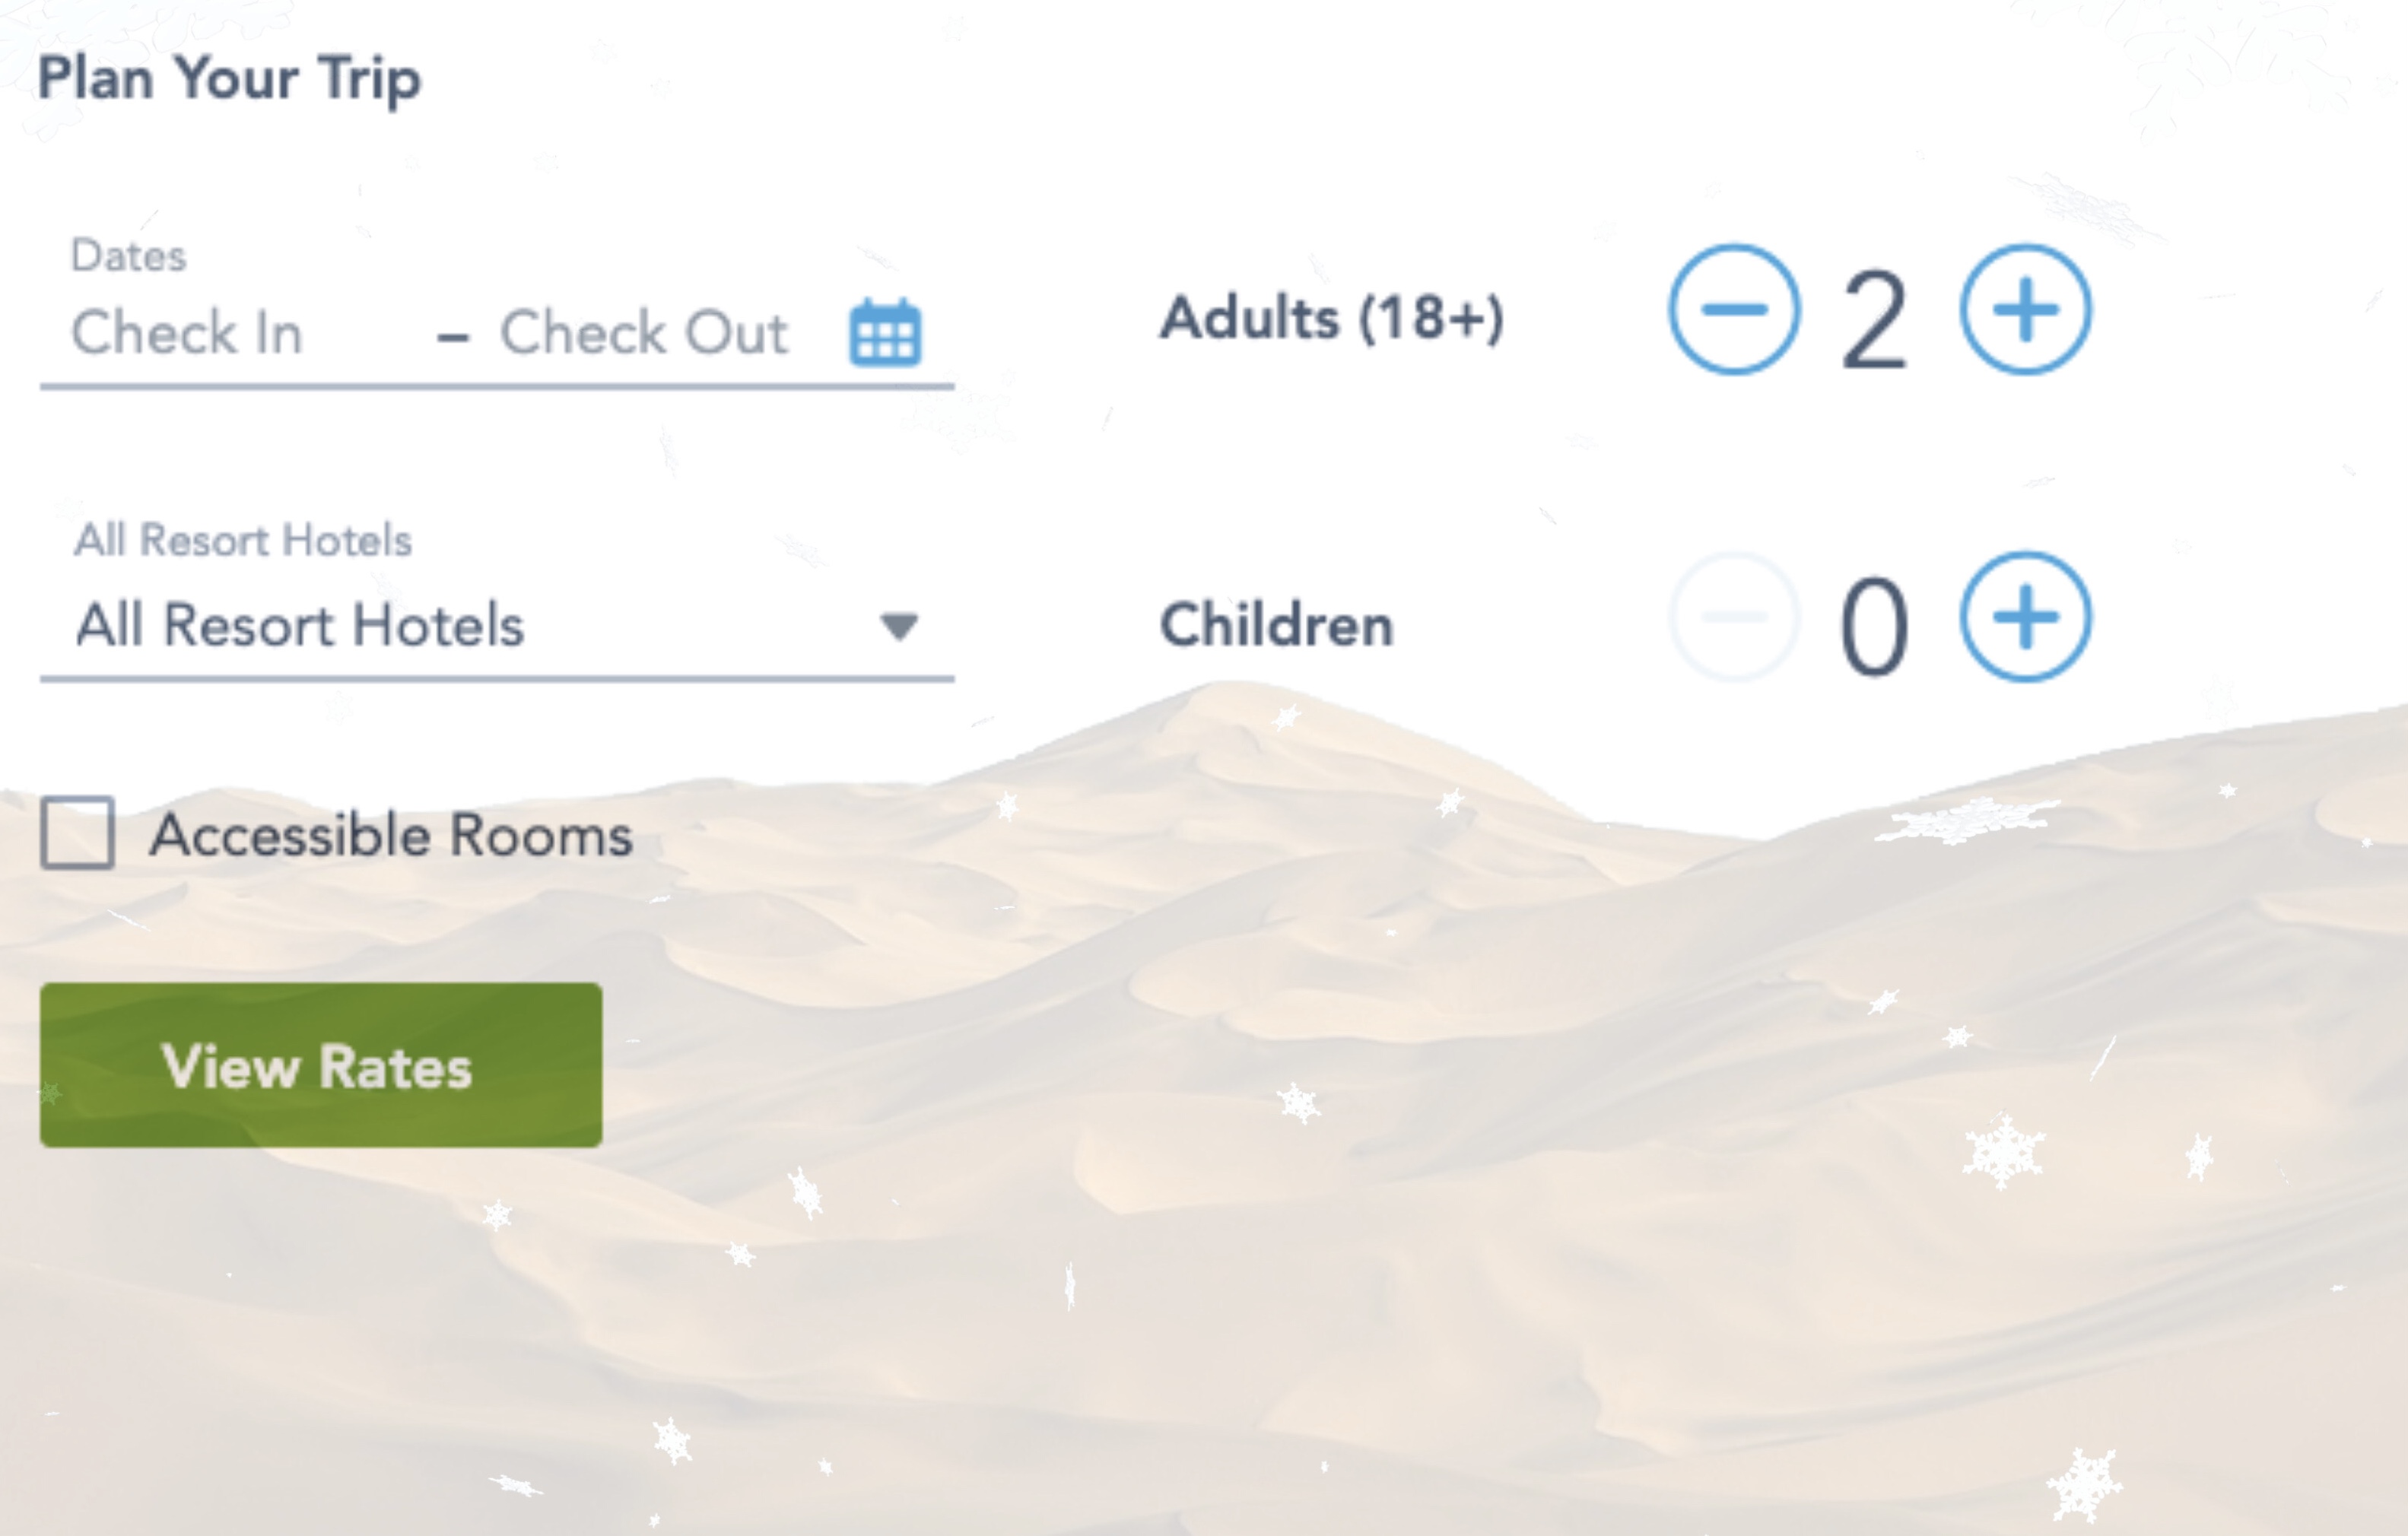 Plan Your Trip
Dates
Check In – Check Out
Adults (18+) 2
All Resort Hotels
All Resort Hotels
Children 0
Accessible Rooms
View Rates